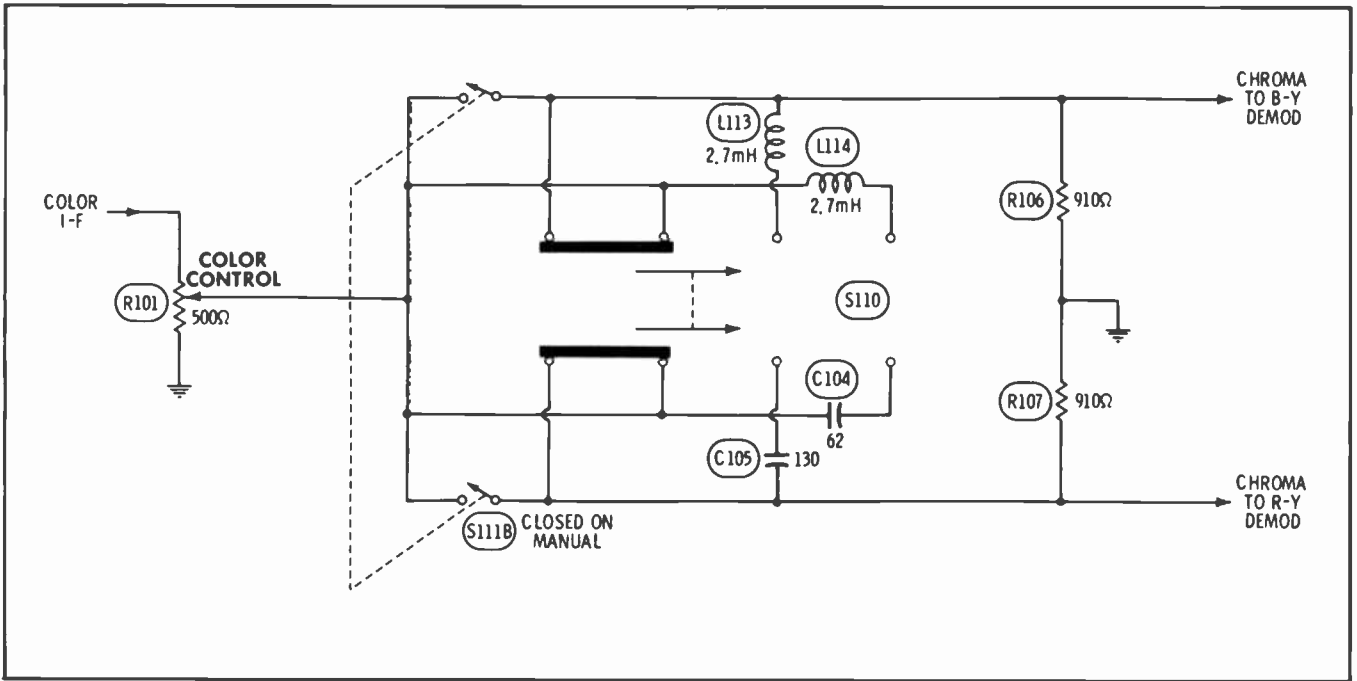 CHROMA
TO B-Y
DEMOD
L113
2.7mH
L114
2.7mH
R106
910Ω
COLOR
I-F
COLOR
CONTROL
R101
500Ω
S110
C104
62
R107
910Ω
C105
130
S111B
CLOSED ON
MANUAL
CHROMA
TO R-Y
DEMOD